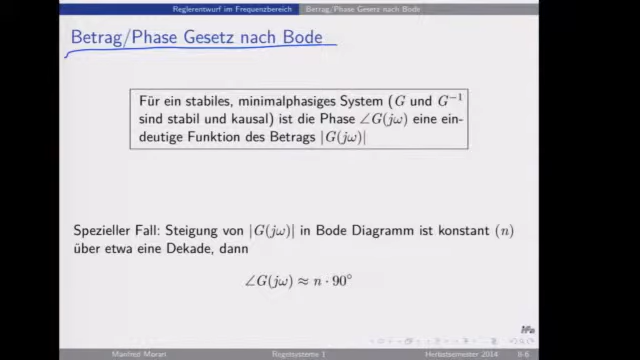 Reglerentwurf im Frequenzbereich Betrag/Phase Gesetz nach Bode
Betrag/Phase Gesetz nach Bode
Für ein stabiles, minimalphasiges System (G und G⁻¹
sind stabil und kausal) ist die Phase ∠G(jω) eine ein-
deutige Funktion des Betrags |G(jω)|
Spezieller Fall: Steigung von |G(jω)| in Bode Diagramm ist konstant (n)
über etwa eine Dekade, dann
∠G(jω) ≈ n · 90°
Manfred Morari Regelsysteme 1 Herbstsemester 2014 8-6